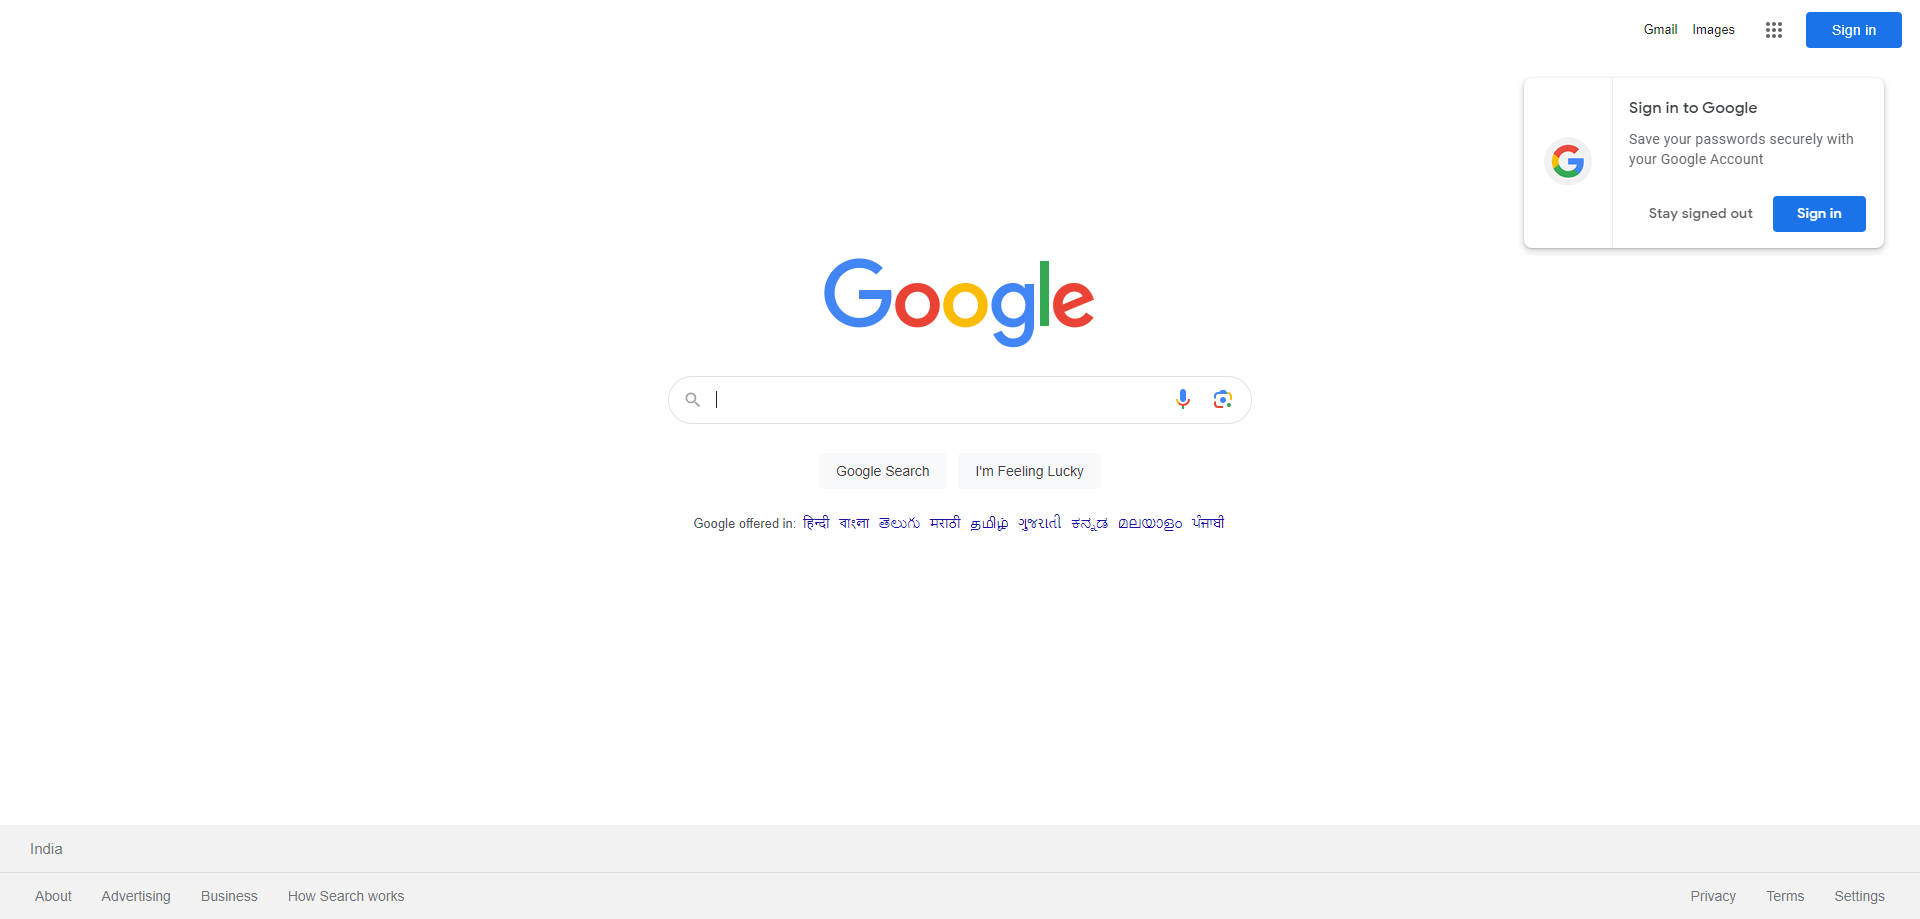 Gmail Images Sign in
Sign in to Google
Save your passwords securely with
your Google Account
Stay signed out Sign in
Google
Google Search I'm Feeling Lucky
Google offered in: हिन्दी বাংলা తెలుగు मराठी தமிழ் ગુજરાતી ಕನ್ನಡ മലയാളം ਪੰਜਾਬੀ
India
About Advertising Business How Search works Privacy Terms Settings